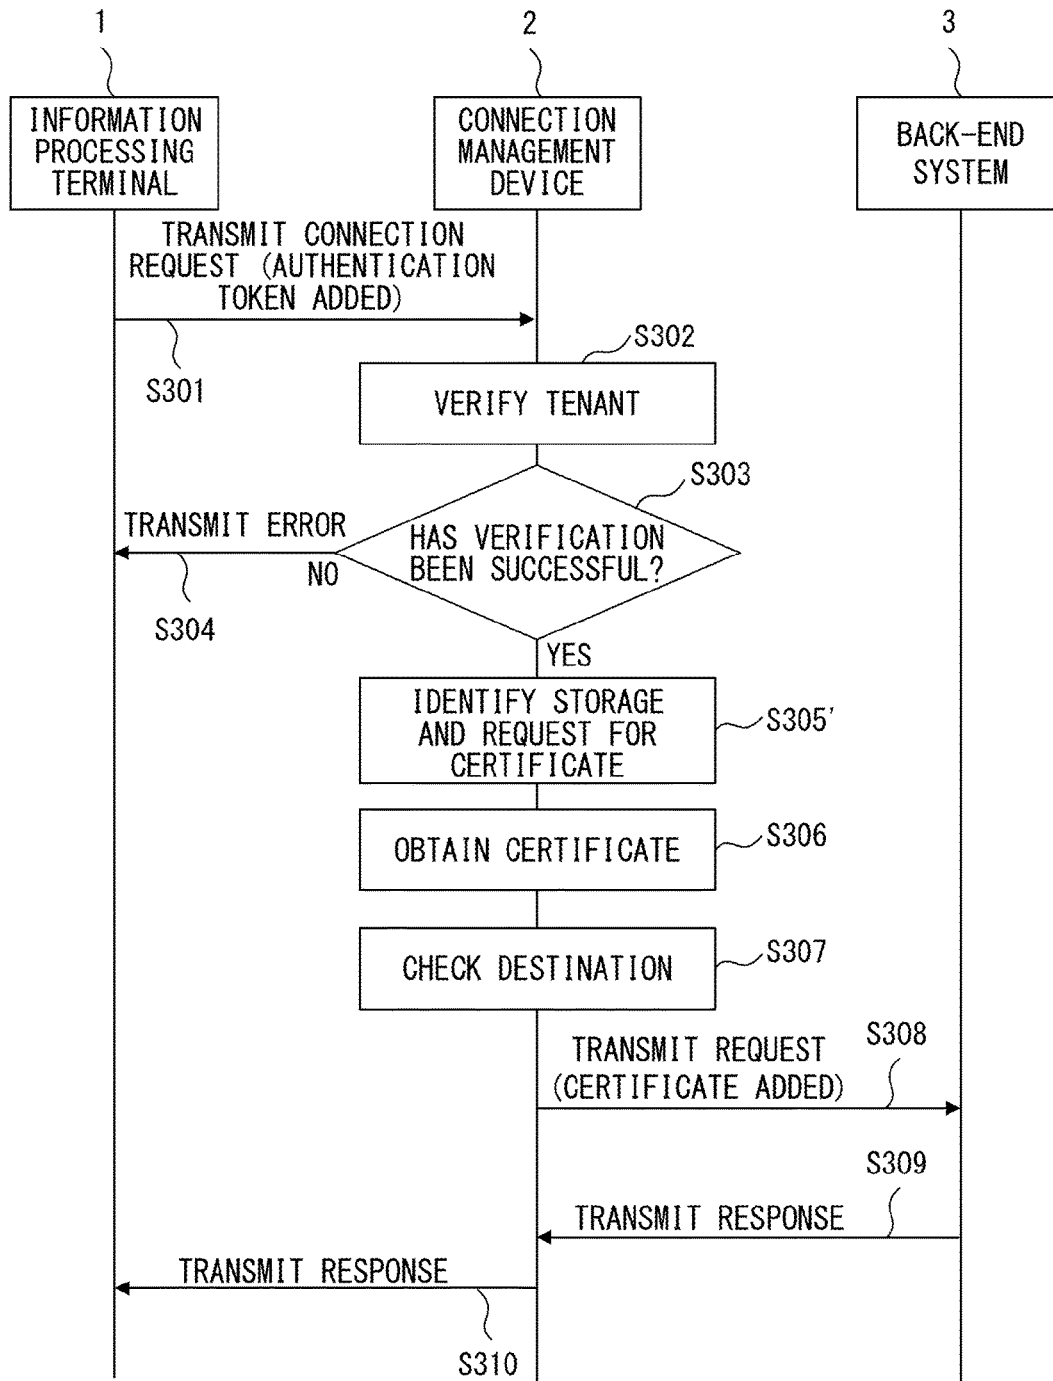 1
2
3
INFORMATION
PROCESSING
TERMINAL
CONNECTION
MANAGEMENT
DEVICE
BACK-END
SYSTEM
TRANSMIT CONNECTION
REQUEST (AUTHENTICATION
TOKEN ADDED)
S301
S302
VERIFY TENANT
S303
TRANSMIT ERROR
HAS VERIFICATION
BEEN SUCCESSFUL?
NO
S304
YES
IDENTIFY STORAGE
AND REQUEST FOR
CERTIFICATE
S305'
OBTAIN CERTIFICATE
S306
CHECK DESTINATION
S307
S308
TRANSMIT REQUEST
(CERTIFICATE ADDED)
S309
TRANSMIT RESPONSE
TRANSMIT RESPONSE
S310